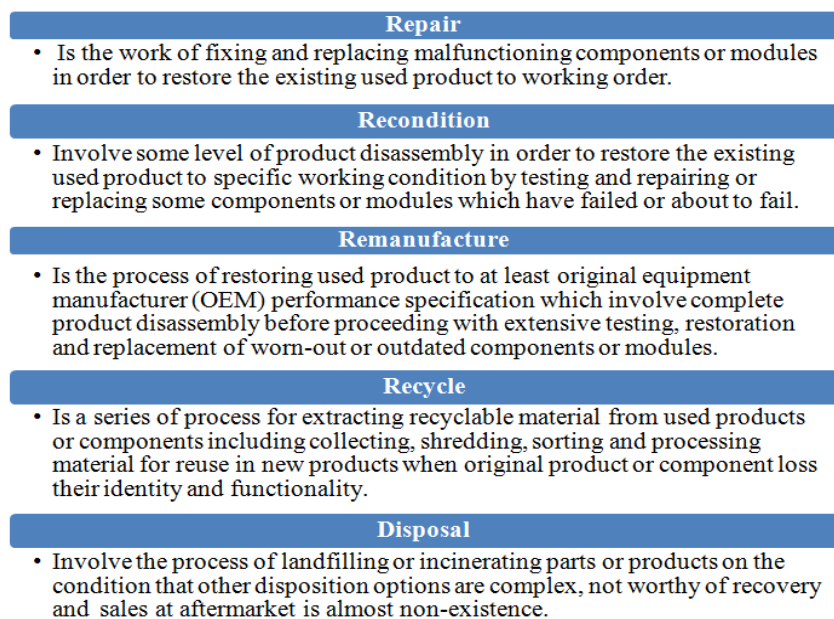 Repair
• Is the work of fixing and replacing malfunctioning components or modules
in order to restore the existing used product to working order.
Recondition
• Involve some level of product disassembly in order to restore the existing
used product to specific working condition by testing and repairing or
replacing some components or modules which have failed or about to fail.
Remanufacture
• Is the process of restoring used product to at least original equipment
manufacturer (OEM) performance specification which involve complete
product disassembly before proceeding with extensive testing, restoration
and replacement of worn-out or outdated components or modules.
Recycle
• Is a series of process for extracting recyclable material from used products
or components including collecting, shredding, sorting and processing
material for reuse in new products when original product or component loss
their identity and functionality.
Disposal
• Involve the process of landfilling or incinerating parts or products on the
condition that other disposition options are complex, not worthy of recovery
and sales at aftermarket is almost non-existence.